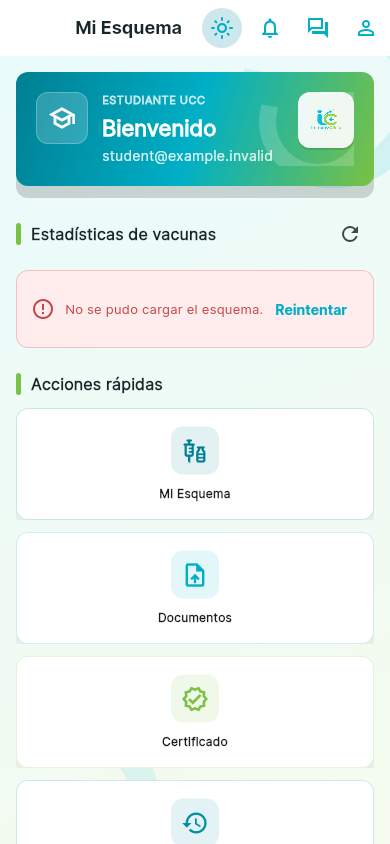 Mi Esquema
ESTUDIANTE UCC
Bienvenido
student@example.invalid
Estadísticas de vacunas
No se pudo cargar el esquema.
Reintentar
Acciones rápidas
Mi Esquema
Documentos
Certificado